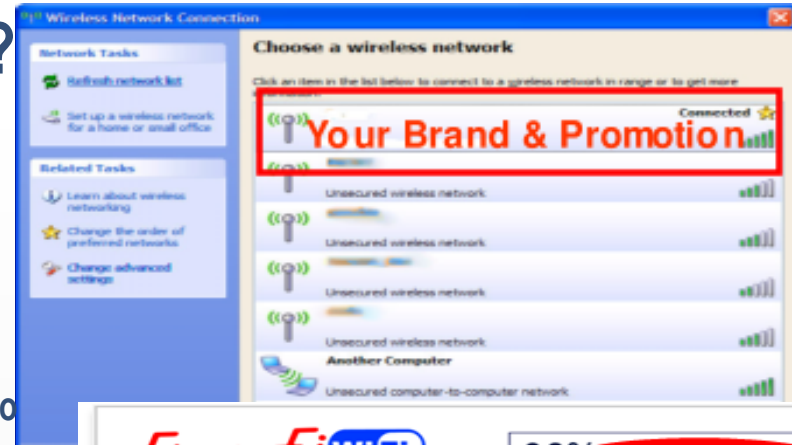 ?
Wireless Network Connection
Network Tasks
Refresh network list
Set up a wireless network
for a home or small office
Related Tasks
Learn about wireless
networking
Change the order of
preferred networks
Change advanced
settings
Choose a wireless network
Click an item in the list below to connect to a wireless network in range or to get more
Connected
Your Brand & Promotion
Unsecured wireless network
Unsecured wireless network
Unsecured wireless network
Unsecured wireless network
Another Computer
Unsecured computer-to-computer network